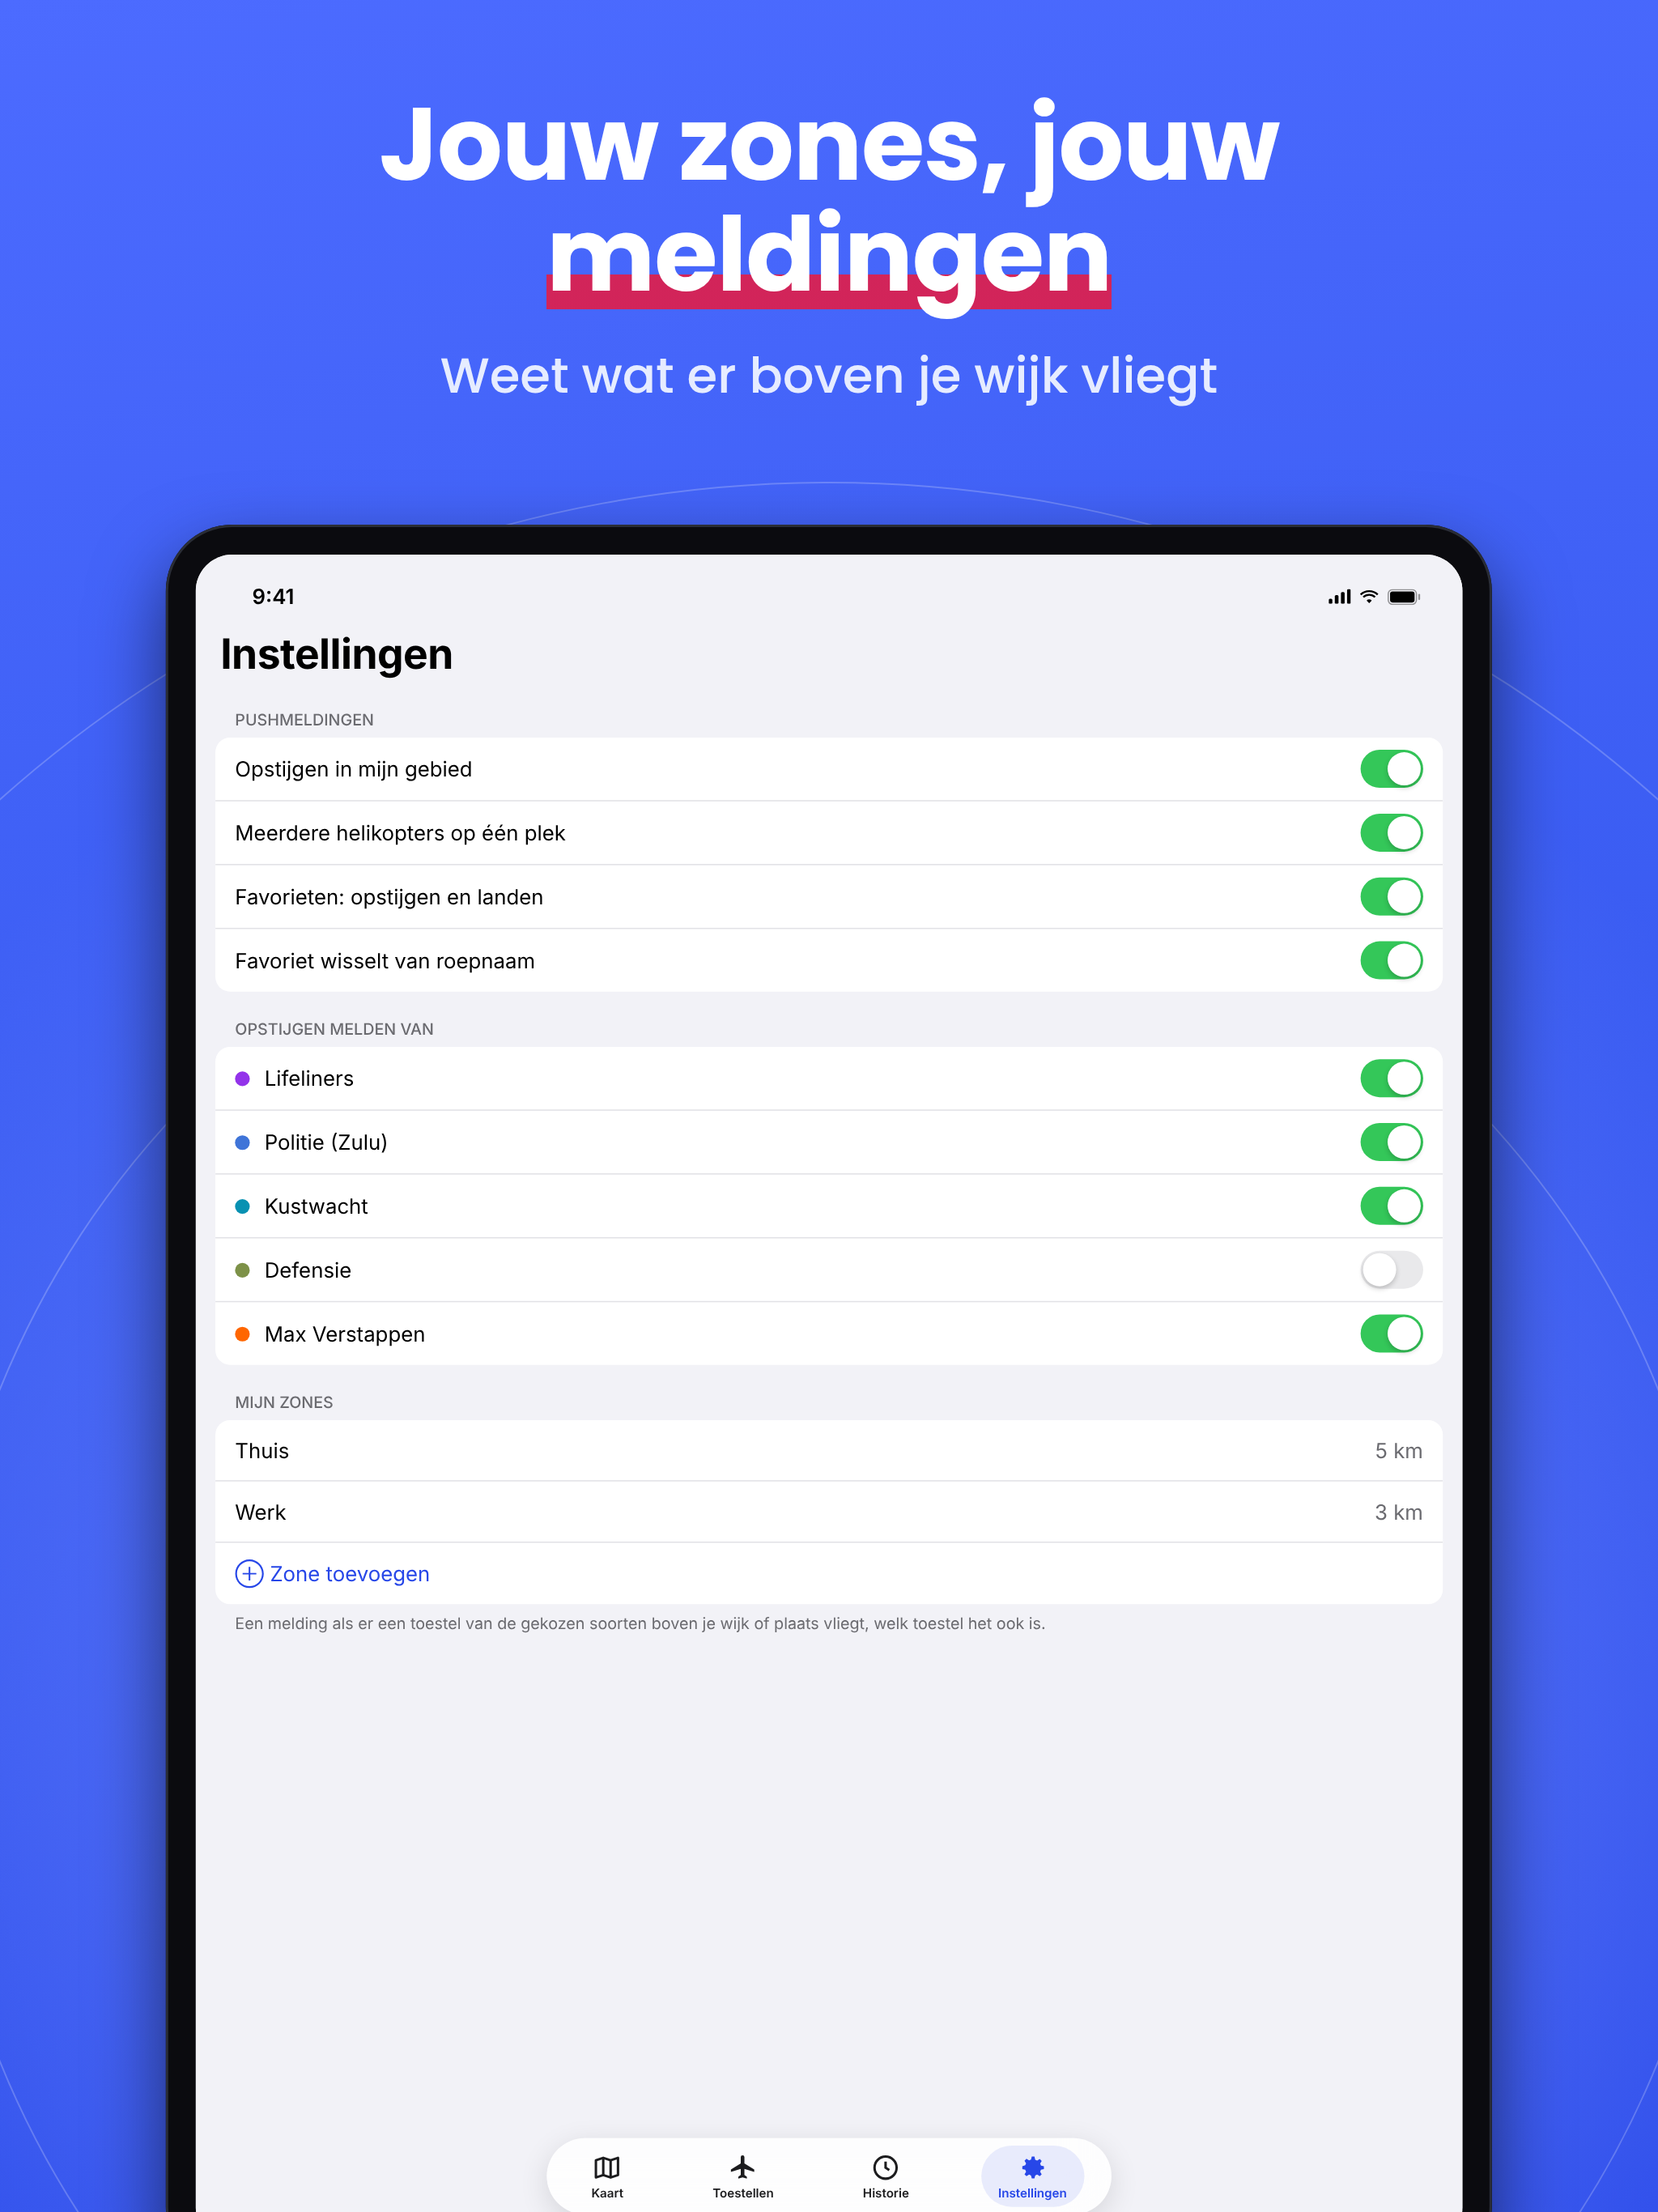 Jouw zones, jouw
meldingen
Weet wat er boven je wijk vliegt
9:41
Instellingen
PUSHMELDINGEN
Opstijgen in mijn gebied
Meerdere helikopters op één plek
Favorieten: opstijgen en landen
Favoriet wisselt van roepnaam
OPSTIJGEN MELDEN VAN
Lifeliners
Politie (Zulu)
Kustwacht
Defensie
Max Verstappen
MIJN ZONES
Thuis 5 km
Werk 3 km
Zone toevoegen
Een melding als er een toestel van de gekozen soorten boven je wijk of plaats vliegt, welk toestel het ook is.
Kaart Toestellen Historie Instellingen